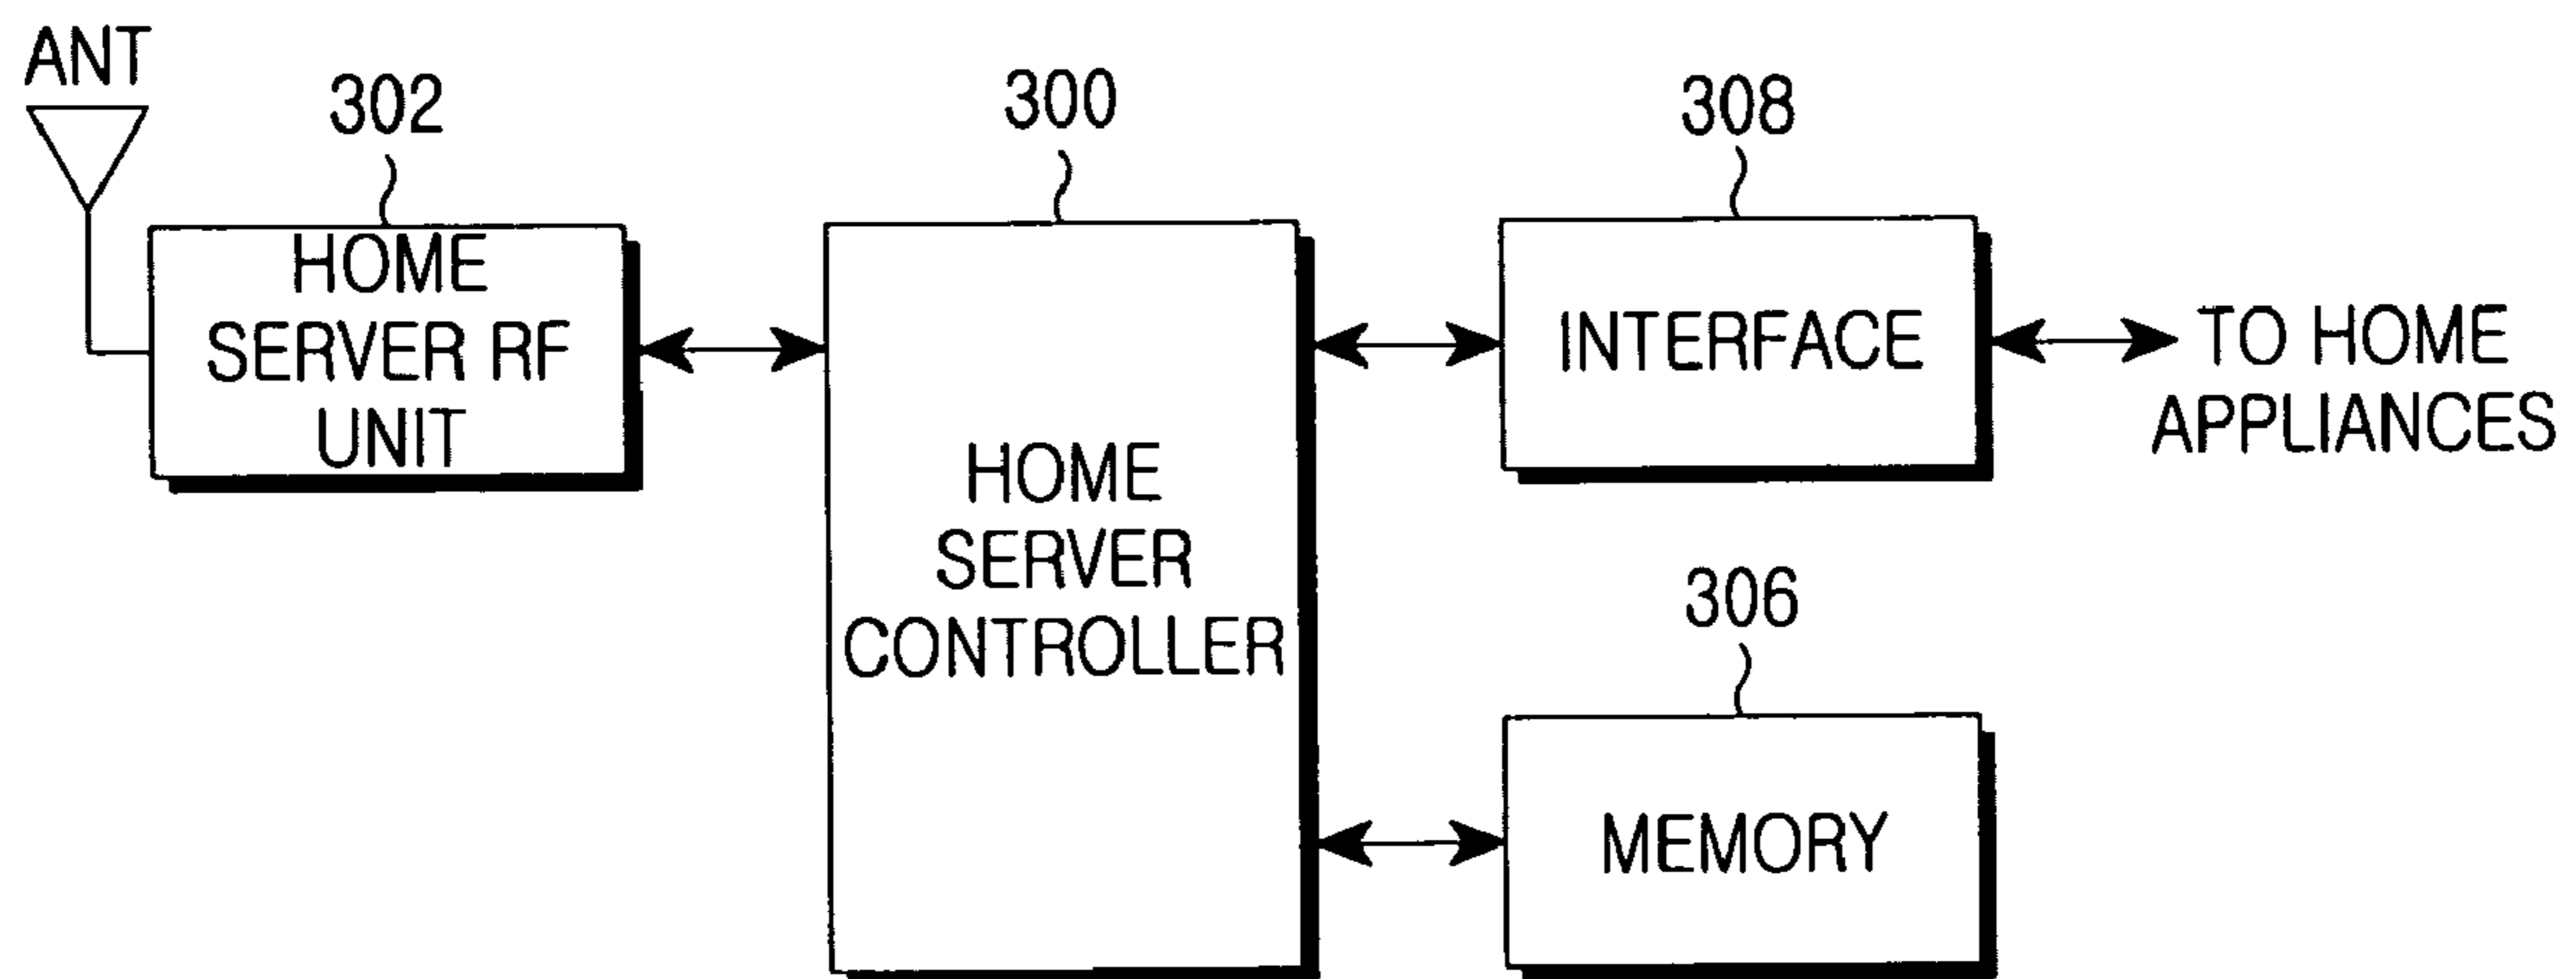 ANT
302
HOME
SERVER RF
UNIT
300
HOME
SERVER
CONTROLLER
308
INTERFACE
TO HOME
APPLIANCES
306
MEMORY